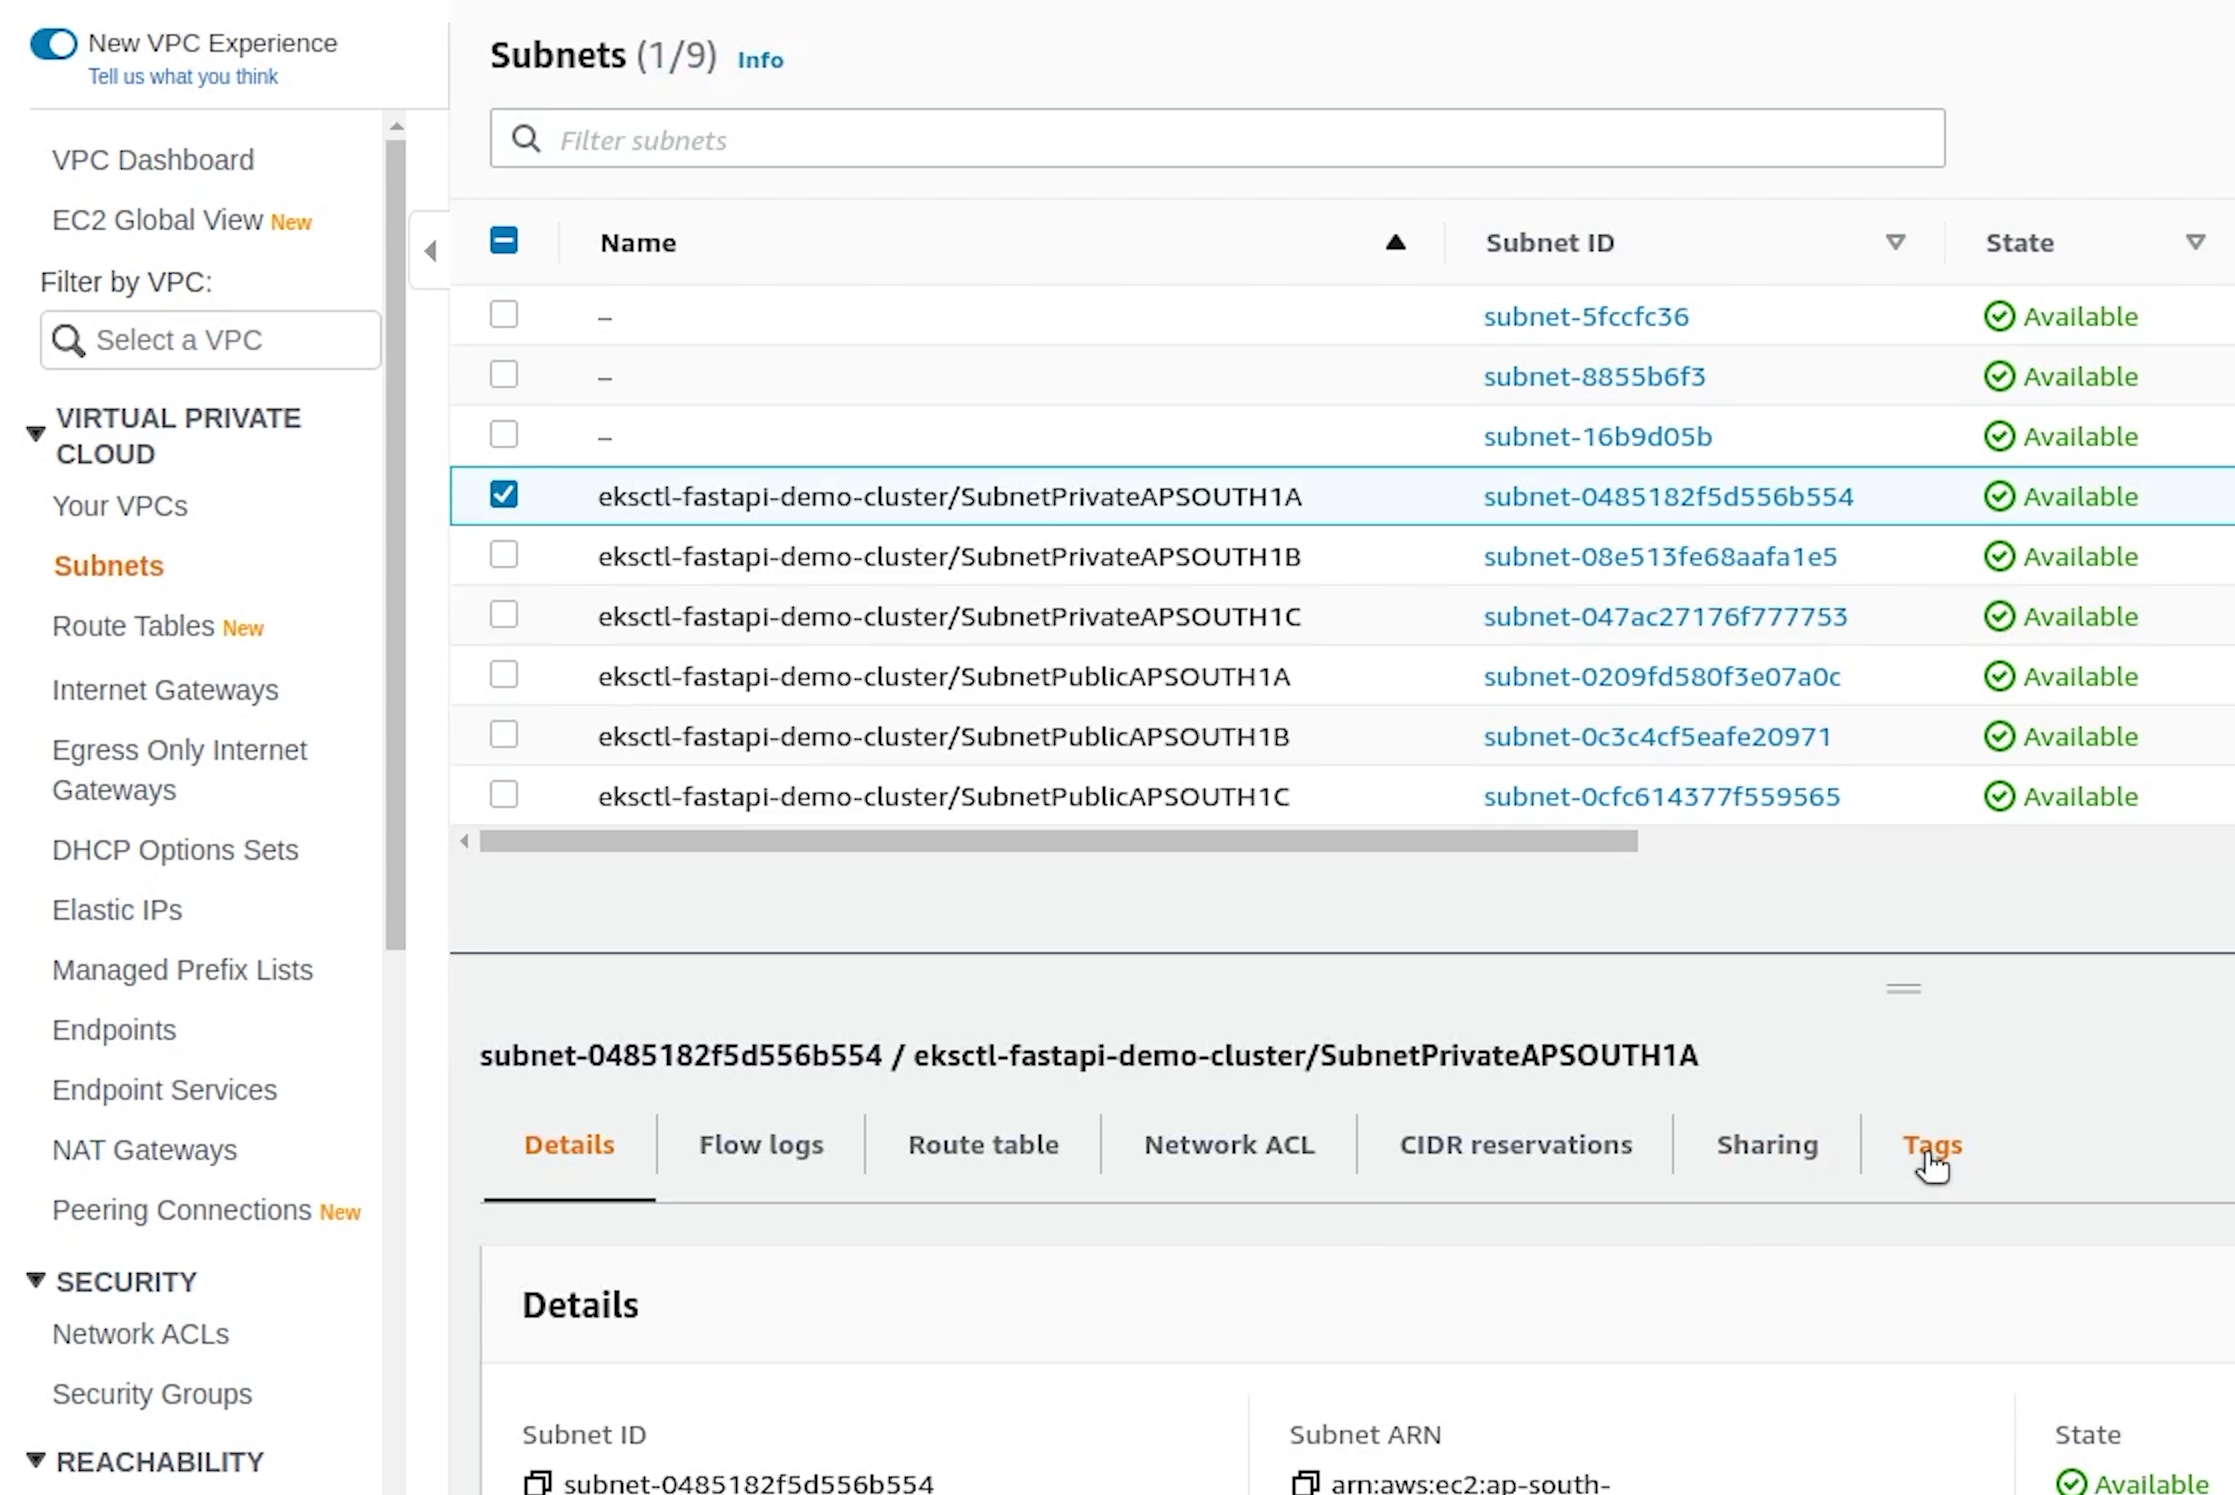 New VPC Experience
Tell us what you think
VPC Dashboard
EC2 Global View New
Filter by VPC:
Select a VPC
VIRTUAL PRIVATE
CLOUD
Your VPCs
Subnets
Route Tables New
Internet Gateways
Egress Only Internet
Gateways
DHCP Options Sets
Elastic IPs
Managed Prefix Lists
Endpoints
Endpoint Services
NAT Gateways
Peering Connections New
SECURITY
Network ACLs
Security Groups
REACHABILITY
Subnets (1/9) Info
Filter subnets
Name Subnet ID State
– subnet-5fccfc36 Available
– subnet-8855b6f3 Available
– subnet-16b9d05b Available
eksctl-fastapi-demo-cluster/SubnetPrivateAPSOUTH1A subnet-0485182f5d556b554 Available
eksctl-fastapi-demo-cluster/SubnetPrivateAPSOUTH1B subnet-08e513fe68aafa1e5 Available
eksctl-fastapi-demo-cluster/SubnetPrivateAPSOUTH1C subnet-047ac27176f777753 Available
eksctl-fastapi-demo-cluster/SubnetPublicAPSOUTH1A subnet-0209fd580f3e07a0c Available
eksctl-fastapi-demo-cluster/SubnetPublicAPSOUTH1B subnet-0c3c4cf5eafe20971 Available
eksctl-fastapi-demo-cluster/SubnetPublicAPSOUTH1C subnet-0cfc614377f559565 Available
subnet-0485182f5d556b554 / eksctl-fastapi-demo-cluster/SubnetPrivateAPSOUTH1A
Details Flow logs Route table Network ACL CIDR reservations Sharing Tags
Details
Subnet ID Subnet ARN State
subnet-0485182f5d556b554 arn:aws:ec2:ap-south- Available